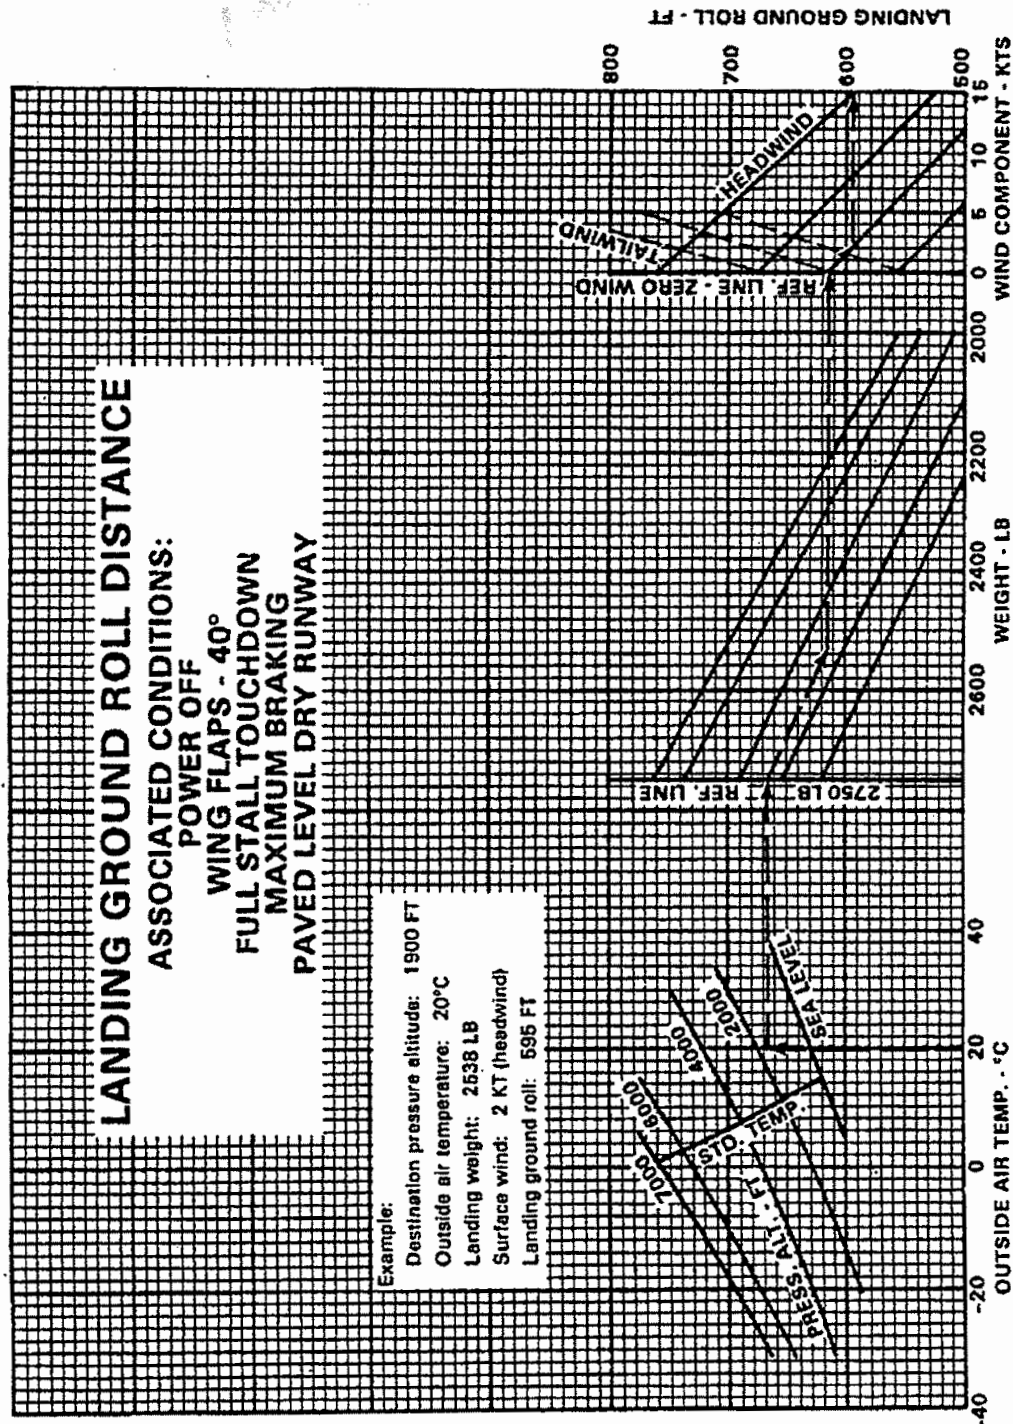 LANDING GROUND ROLL DISTANCE
ASSOCIATED CONDITIONS:
POWER OFF
WING FLAPS - 40°
FULL STALL TOUCHDOWN
MAXIMUM BRAKING
PAVED LEVEL DRY RUNWAY
Example:
Destination pressure altitude: 1900 FT
Outside air temperature: 20°C
Landing weight: 2538 LB
Surface wind: 2 KT (headwind)
Landing ground roll: 595 FT
7000
6000
4000
2000
SEA LEVEL
STD. TEMP.
PRESS. ALT. - FT
2750 LB
REF. LINE
TAILWIND
HEADWIND
REF. LINE - ZERO WIND
800
700
600
500
LANDING GROUND ROLL - FT
-40
-20
0
20
40
OUTSIDE AIR TEMP. - °C
2600
2400
2200
2000
WEIGHT - LB
0
5
10
15
WIND COMPONENT - KTS